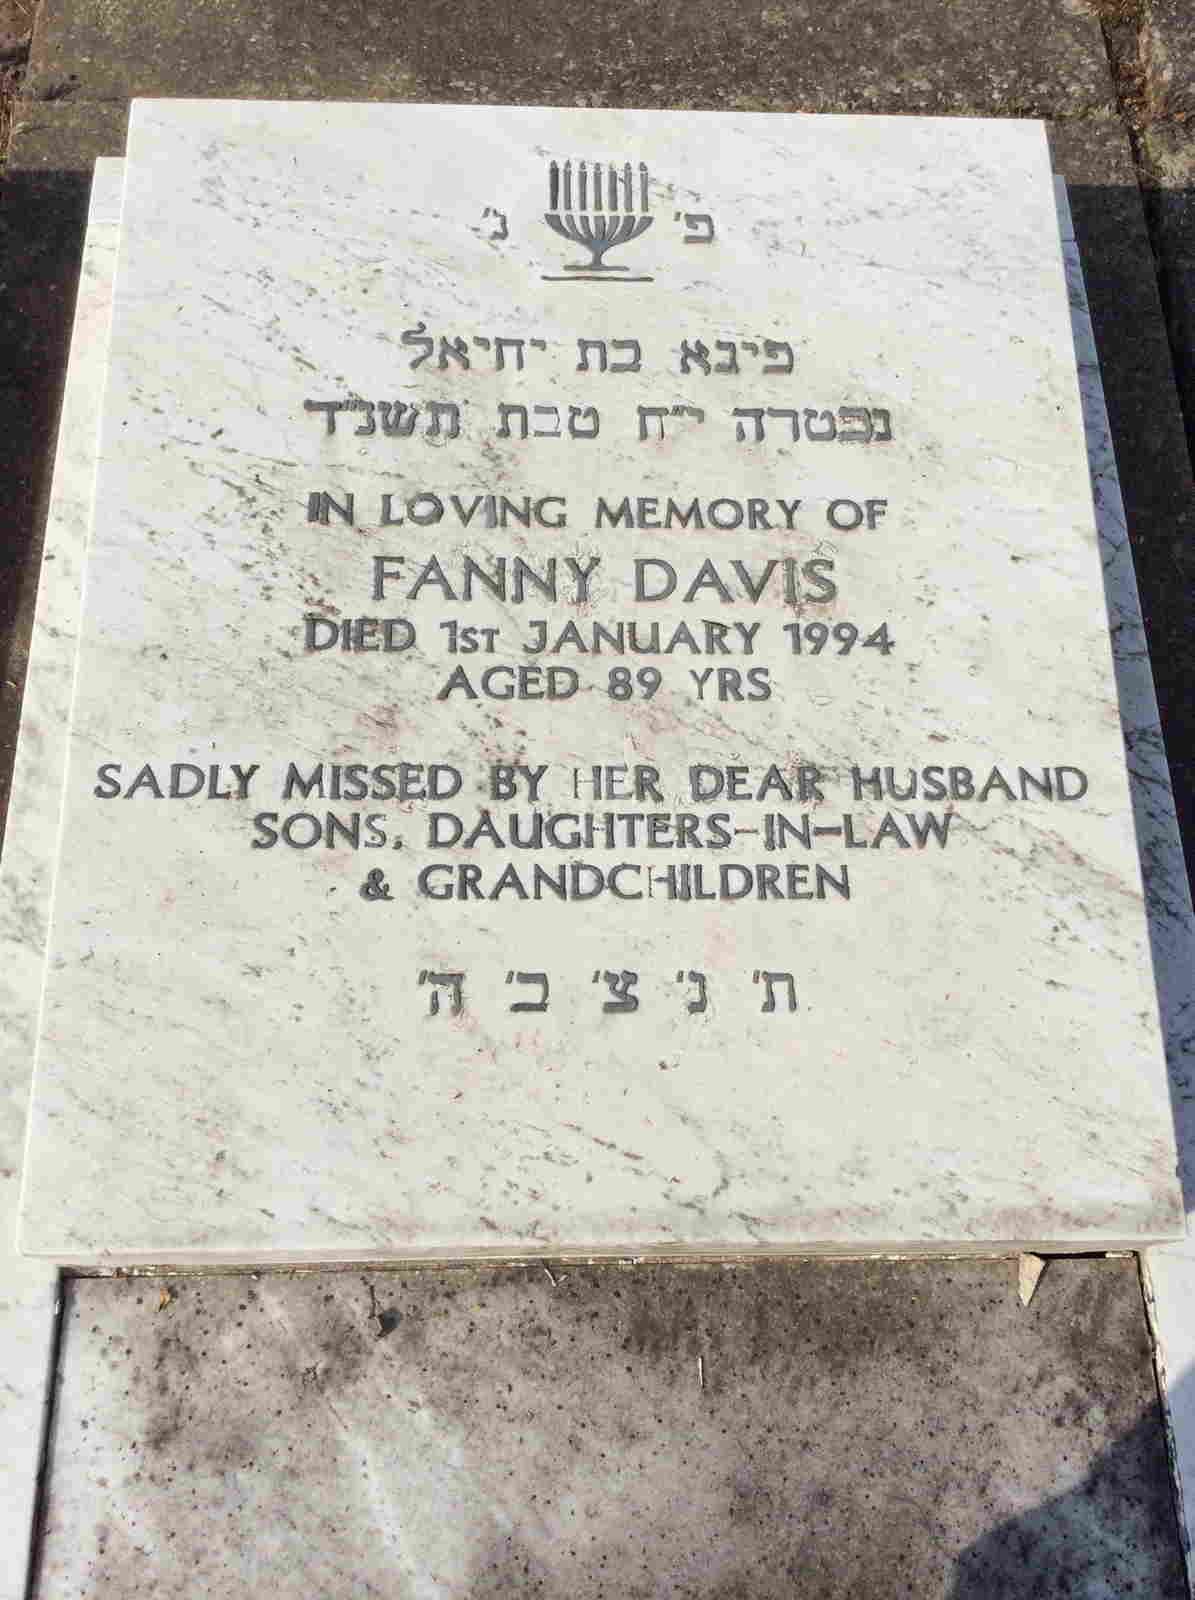 פ' נ'
פיגא בת יחיאל
נפטרה י"ח טבת תשנ"ד
IN LOVING MEMORY OF
FANNY DAVIS
DIED 1ST JANUARY 1994
AGED 89 YRS
SADLY MISSED BY HER DEAR HUSBAND
SONS, DAUGHTERS-IN-LAW
& GRANDCHILDREN
ת' נ' צ' ב' ה'